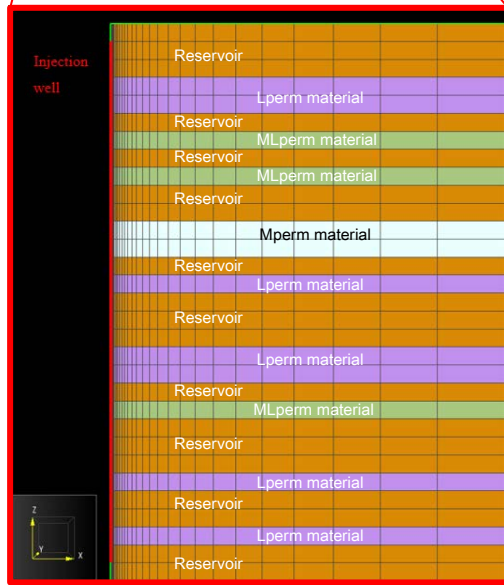 Injection
well
Reservoir
Lperm material
Reservoir
MLperm material
Reservoir
MLperm material
Reservoir
Mperm material
Reservoir
Lperm material
Reservoir
Lperm material
Reservoir
MLperm material
Reservoir
Lperm material
Reservoir
Lperm material
Reservoir
Z
Y
X